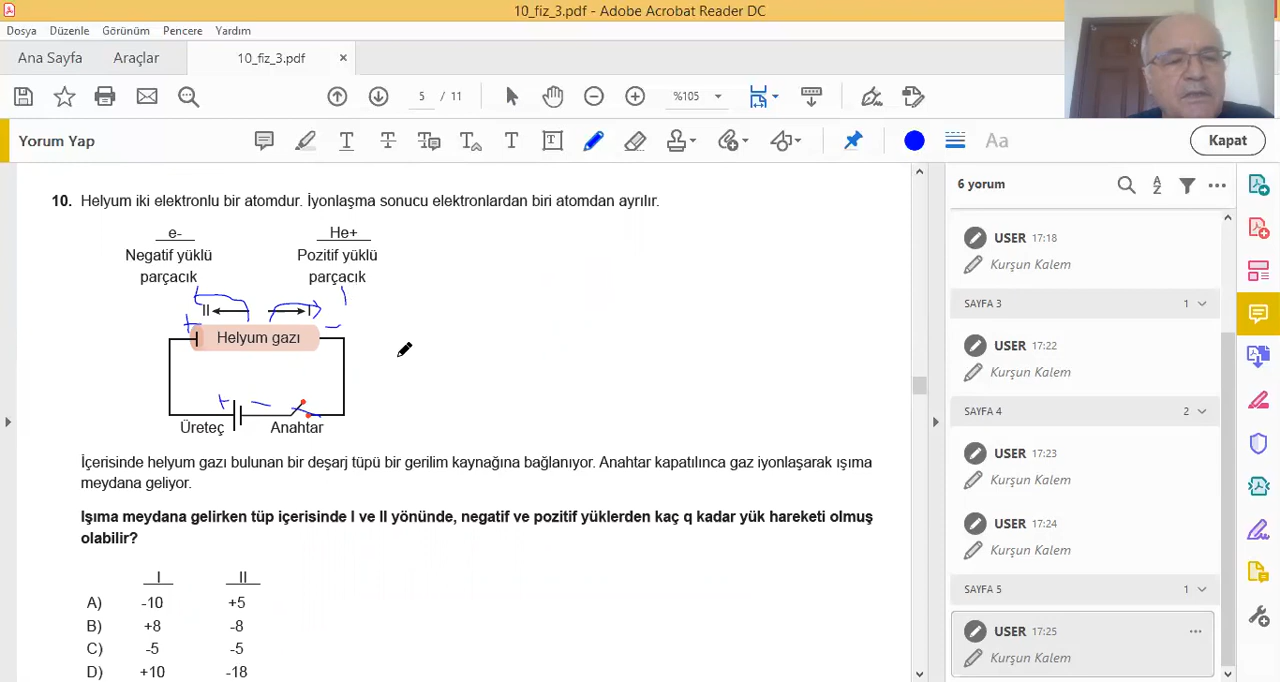 10_fiz_3.pdf - Adobe Acrobat Reader DC
Dosya Düzenle Görünüm Pencere Yardım
Ana Sayfa Araçlar 10_fiz_3.pdf ×
5 / 11 %105
Yorum Yap Kapat
10. Helyum iki elektronlu bir atomdur. İyonlaşma sonucu elektronlardan biri atomdan ayrılır.
e- He+
Negatif yüklü Pozitif yüklü
parçacık parçacık
II I
+ −
Helyum gazı
+ −
Üreteç Anahtar
İçerisinde helyum gazı bulunan bir deşarj tüpü bir gerilim kaynağına bağlanıyor. Anahtar kapatılınca gaz iyonlaşarak ışıma
meydana geliyor.
Işıma meydana gelirken tüp içerisinde I ve II yönünde, negatif ve pozitif yüklerden kaç q kadar yük hareketi olmuş
olabilir?
I II
A) -10 +5
B) +8 -8
C) -5 -5
D) +10 -18
6 yorum
USER 17:18
Kurşun Kalem
SAYFA 3 1
USER 17:22
Kurşun Kalem
SAYFA 4 2
USER 17:23
Kurşun Kalem
USER 17:24
Kurşun Kalem
SAYFA 5 1
USER 17:25
Kurşun Kalem